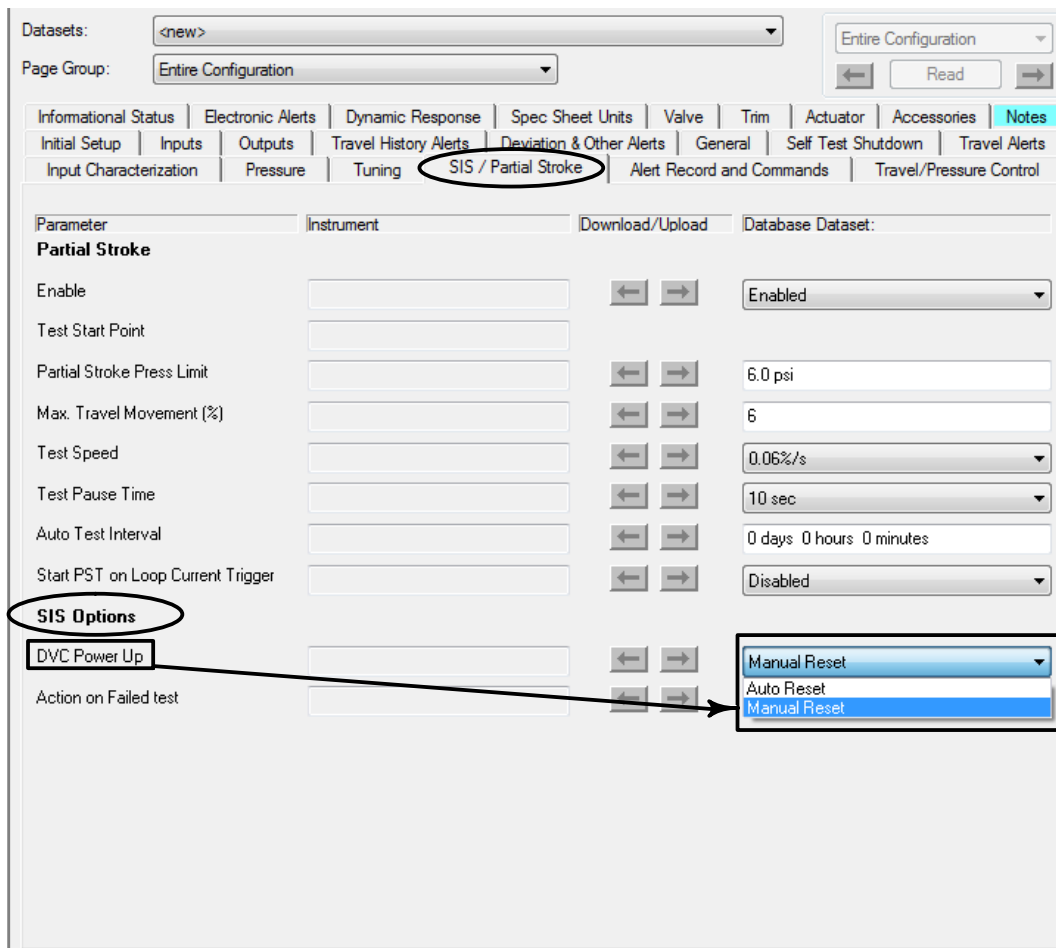 Datasets: <new>
Entire Configuration
Page Group: Entire Configuration
Read
Informational Status Electronic Alerts Dynamic Response Spec Sheet Units Valve Trim Actuator Accessories Notes
Initial Setup Inputs Outputs Travel History Alerts Deviation & Other Alerts General Self Test Shutdown Travel Alerts
Input Characterization Pressure Tuning SIS / Partial Stroke Alert Record and Commands Travel/Pressure Control
Parameter Instrument Download/Upload Database Dataset:
Partial Stroke
Enable Enabled
Test Start Point
Partial Stroke Press Limit 6.0 psi
Max. Travel Movement (%) 6
Test Speed 0.06%/s
Test Pause Time 10 sec
Auto Test Interval 0 days 0 hours 0 minutes
Start PST on Loop Current Trigger Disabled
SIS Options
DVC Power Up Manual Reset
Auto Reset
Action on Failed test Manual Reset